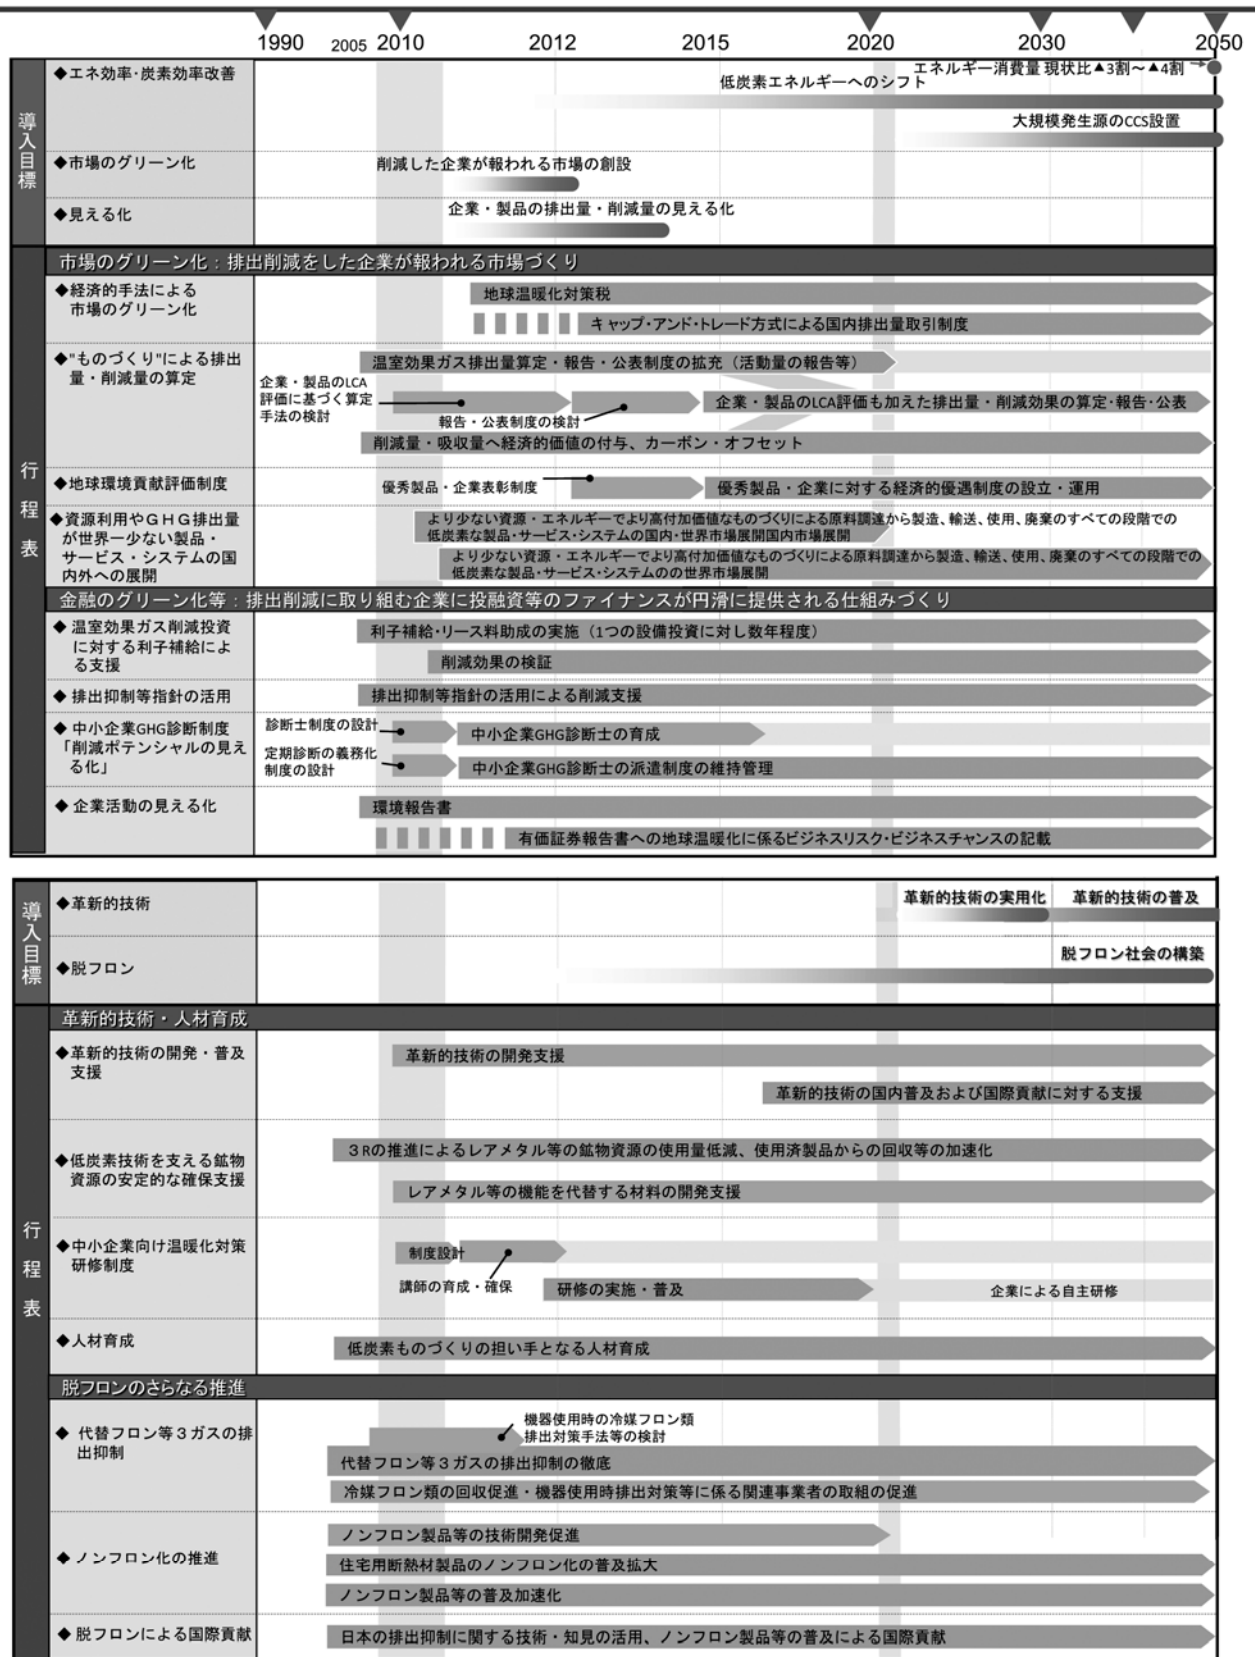 1990 2005 2010 2012 2015 2020 2030 2050
導入目標
◆エネ効率・炭素効率改善
エネルギー消費量 現状比▲3割～▲4割
低炭素エネルギーへのシフト
大規模発生源のCCS設置
◆市場のグリーン化
削減した企業が報われる市場の創設
◆見える化
企業・製品の排出量・削減量の見える化
行程表
市場のグリーン化：排出削減をした企業が報われる市場づくり
◆経済的手法による
市場のグリーン化
地球温暖化対策税
キャップ・アンド・トレード方式による国内排出量取引制度
◆"ものづくり"による排出
量・削減量の算定
温室効果ガス排出量算定・報告・公表制度の拡充（活動量の報告等）
企業・製品のLCA
評価に基づく算定
手法の検討
報告・公表制度の検討
企業・製品のLCA評価も加えた排出量・削減効果の算定・報告・公表
削減量・吸収量へ経済的価値の付与、カーボン・オフセット
◆地球環境貢献評価制度
優秀製品・企業表彰制度
優秀製品・企業に対する経済的優遇制度の設立・運用
◆資源利用やＧＨＧ排出量
が世界一少ない製品・
サービス・システムの国
内外への展開
より少ない資源・エネルギーでより高付加価値なものづくりによる原料調達から製造、輸送、使用、廃棄のすべての段階での
低炭素な製品・サービス・システムの国内・世界市場展開国内市場展開
より少ない資源・エネルギーでより高付加価値なものづくりによる原料調達から製造、輸送、使用、廃棄のすべての段階での
低炭素な製品・サービス・システムのの世界市場展開
金融のグリーン化等：排出削減に取り組む企業に投融資等のファイナンスが円滑に提供される仕組みづくり
◆ 温室効果ガス削減投資
に対する利子補給によ
る支援
利子補給・リース料助成の実施（1つの設備投資に対し数年程度）
削減効果の検証
◆ 排出抑制等指針の活用
排出抑制等指針の活用による削減支援
◆ 中小企業GHG診断制度
「削減ポテンシャルの見え
る化」
診断士制度の設計
中小企業GHG診断士の育成
定期診断の義務化
制度の設計
中小企業GHG診断士の派遣制度の維持管理
◆ 企業活動の見える化
環境報告書
有価証券報告書への地球温暖化に係るビジネスリスク・ビジネスチャンスの記載
導入目標
◆革新的技術
革新的技術の実用化
革新的技術の普及
◆脱フロン
脱フロン社会の構築
行程表
革新的技術・人材育成
◆革新的技術の開発・普及
支援
革新的技術の開発支援
革新的技術の国内普及および国際貢献に対する支援
◆低炭素技術を支える鉱物
資源の安定的な確保支援
３Rの推進によるレアメタル等の鉱物資源の使用量低減、使用済製品からの回収等の加速化
レアメタル等の機能を代替する材料の開発支援
◆中小企業向け温暖化対策
研修制度
制度設計
講師の育成・確保
研修の実施・普及
企業による自主研修
◆人材育成
低炭素ものづくりの担い手となる人材育成
脱フロンのさらなる推進
◆ 代替フロン等３ガスの排
出抑制
機器使用時の冷媒フロン類
排出対策手法等の検討
代替フロン等３ガスの排出抑制の徹底
冷媒フロン類の回収促進・機器使用時排出対策等に係る関連事業者の取組の促進
◆ ノンフロン化の推進
ノンフロン製品等の技術開発促進
住宅用断熱材製品のノンフロン化の普及拡大
ノンフロン製品等の普及加速化
◆ 脱フロンによる国際貢献
日本の排出抑制に関する技術・知見の活用、ノンフロン製品等の普及による国際貢献